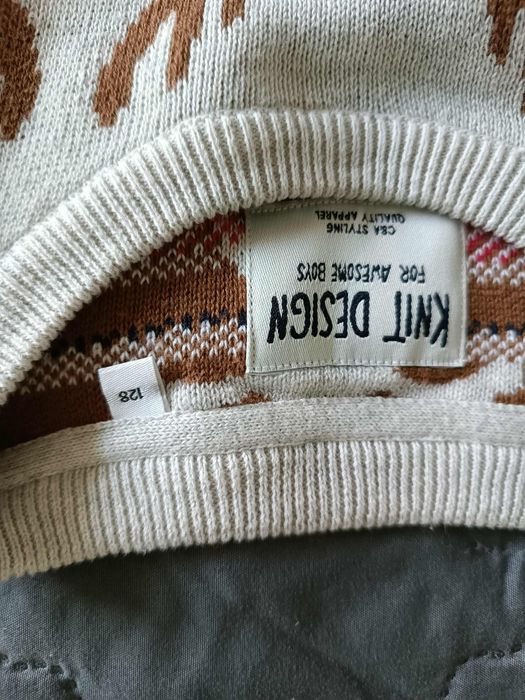 KNIT DESIGN
FOR AWESOME BOYS
C&A STYLING
QUALITY APPAREL
128